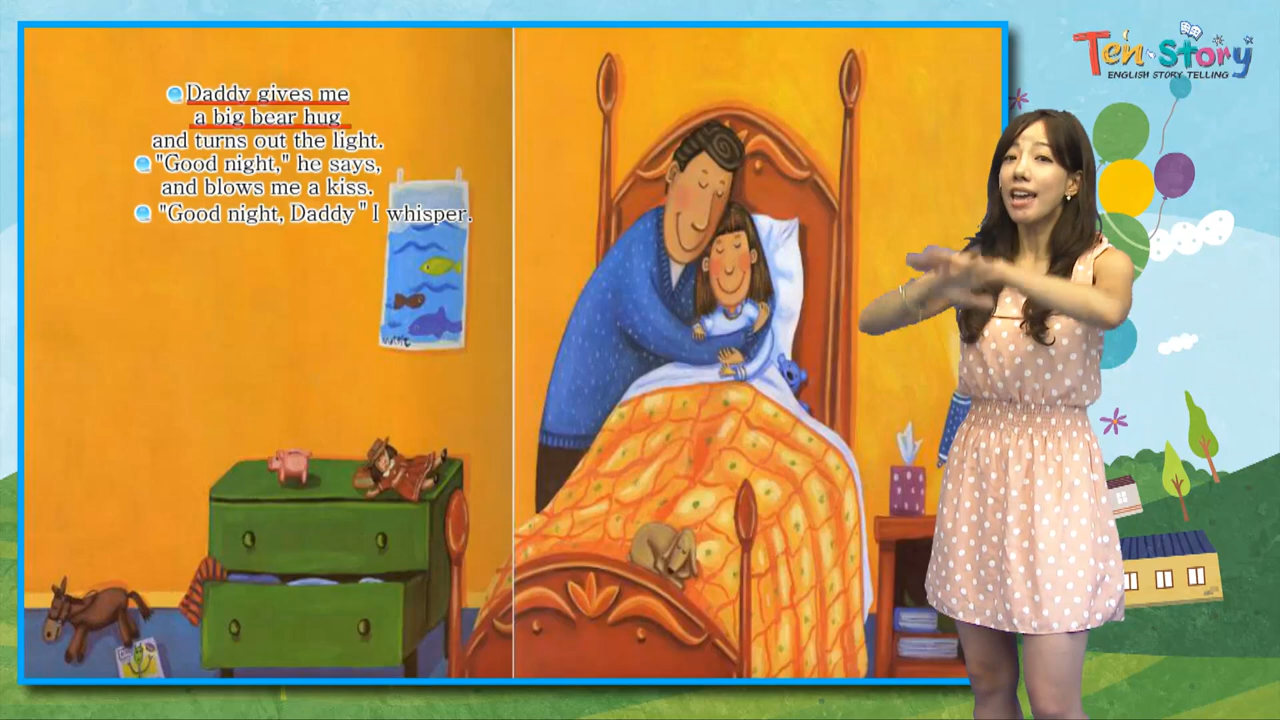 Daddy gives me
a big bear hug
and turns out the light.
"Good night," he says,
and blows me a kiss.
"Good night, Daddy " I whisper.
Ten Story
ENGLISH STORY TELLING